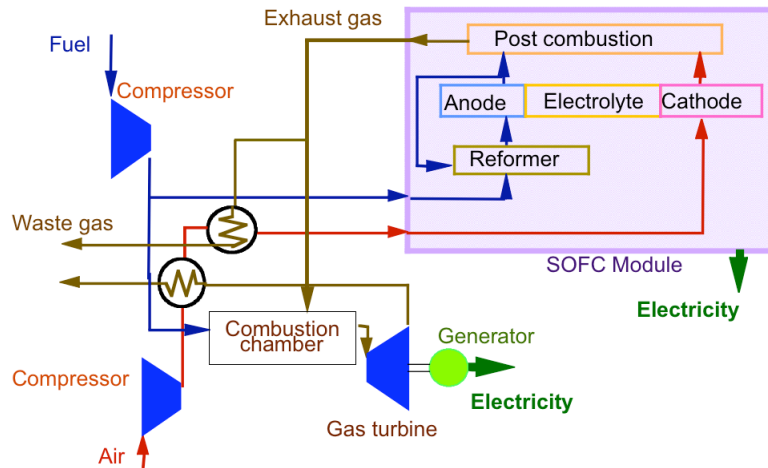 Exhaust gas
Post combustion
Fuel
Compressor
Anode
Electrolyte
Cathode
Reformer
Waste gas
SOFC Module
Electricity
Combustion
chamber
Generator
Compressor
Electricity
Gas turbine
Air